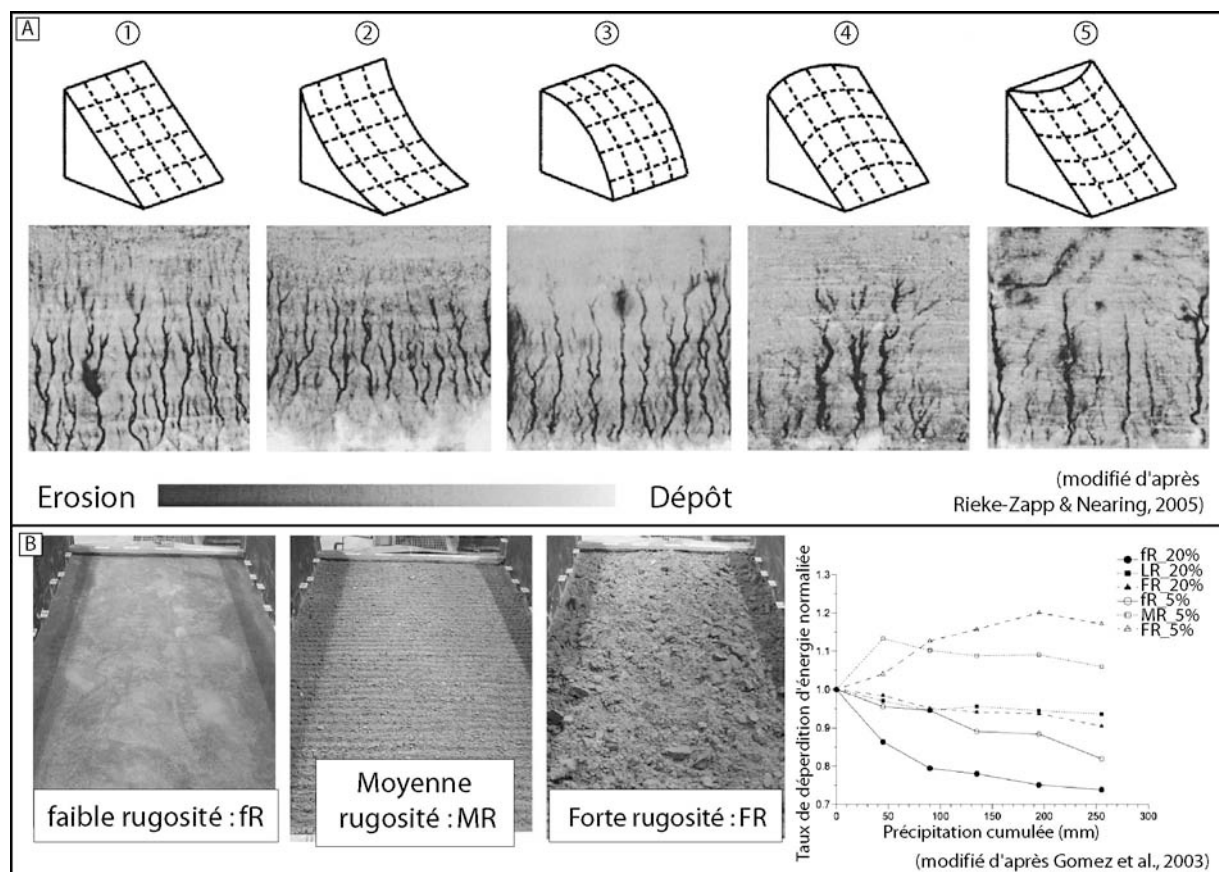 A
① ② ③ ④ ⑤
Erosion
Dépôt
(modifié d'après
Rieke-Zapp & Nearing, 2005)
B
faible rugosité : fR
Moyenne
rugosité : MR
Forte rugosité : FR
Taux de déperdition d'énergie normaliée
1.3
1.2
1.1
1.0
0.9
0.8
0.7
0 50 100 150 200 250 300
Précipitation cumulée (mm)
fR_20%
LR_20%
FR_20%
fR_5%
MR_5%
FR_5%
(modifié d'après Gomez et al., 2003)